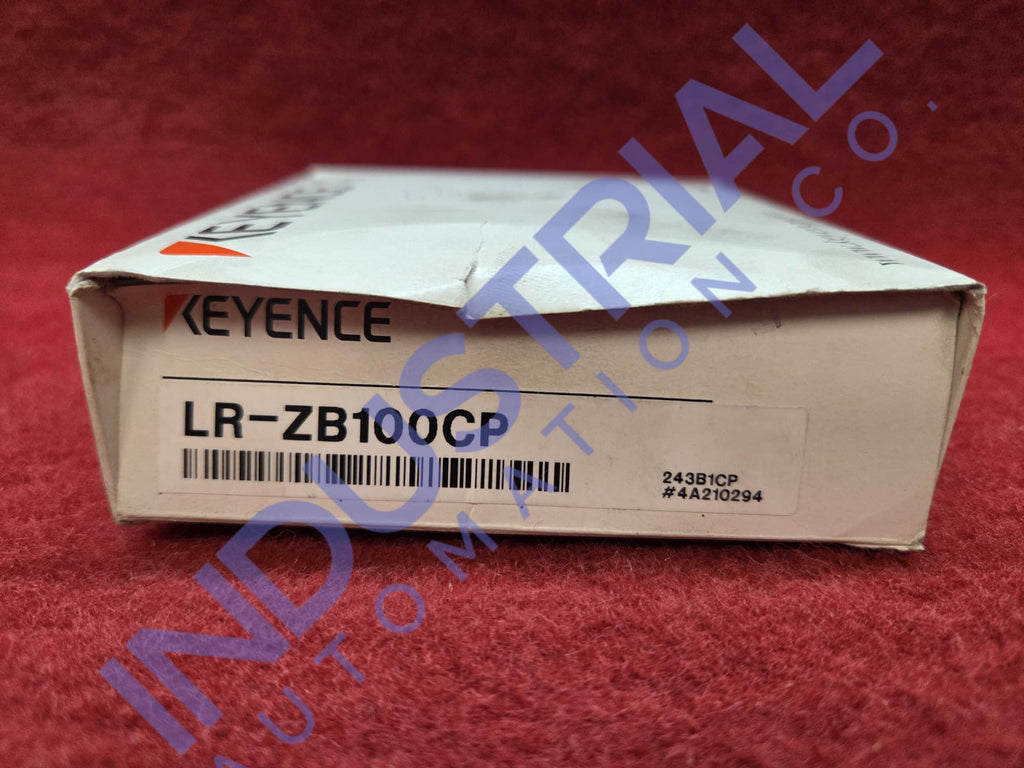 KEYENCE
KEYENCE
LR-ZB100CP
243B1CP
#4A210294
INDUSTRIAL
AUTOMATION CO.